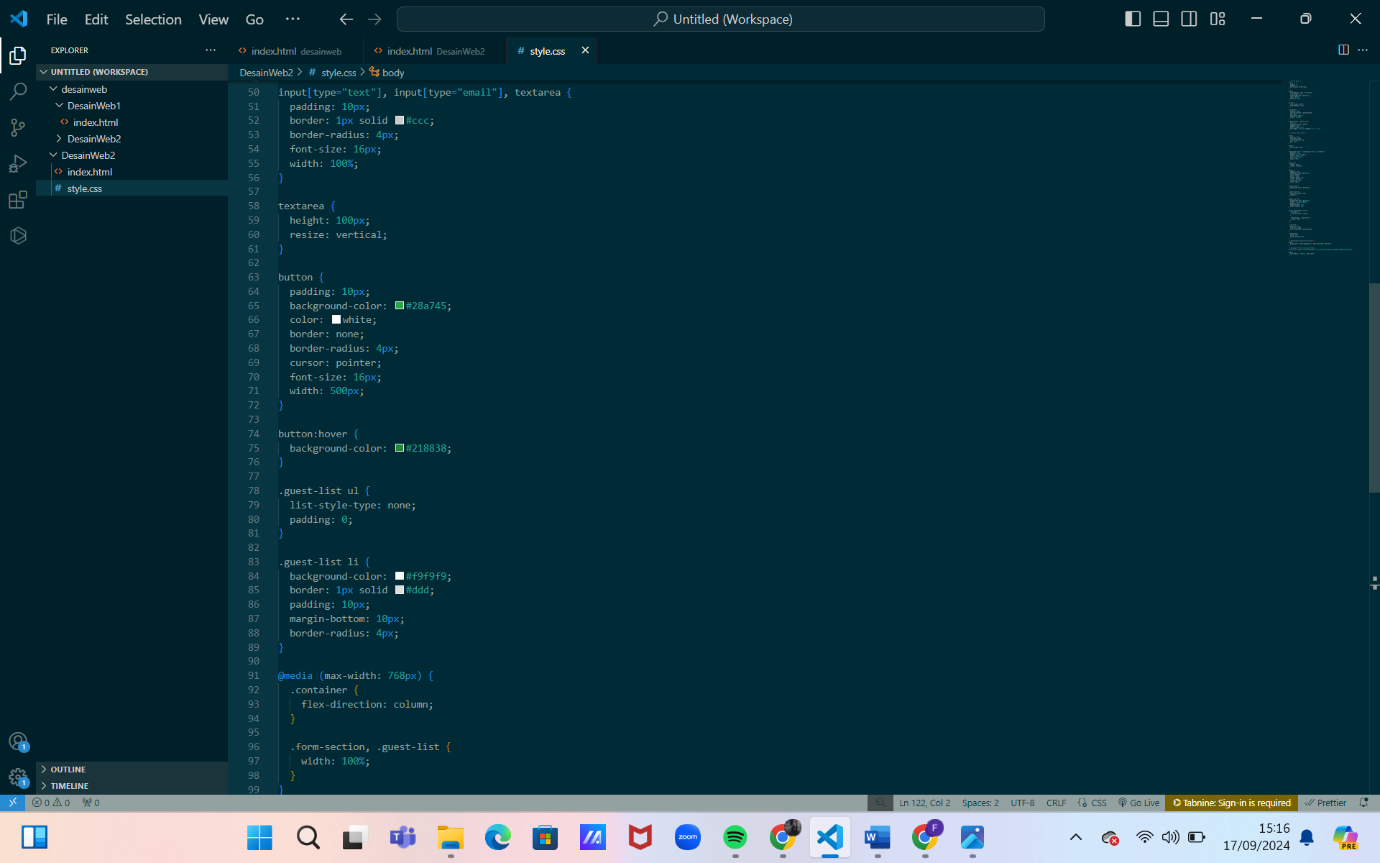 File Edit Selection View Go ··· Untitled (Workspace)
EXPLORER ···
index.html desainweb index.html DesainWeb2 # style.css
UNTITLED (WORKSPACE)
desainweb
DesainWeb1
index.html
DesainWeb2
DesainWeb2
index.html
# style.css
OUTLINE
TIMELINE
DesainWeb2 > # style.css > body
50 input[type="text"], input[type="email"], textarea {
51 padding: 10px;
52 border: 1px solid #ccc;
53 border-radius: 4px;
54 font-size: 16px;
55 width: 100%;
56 }
57
58 textarea {
59 height: 100px;
60 resize: vertical;
61 }
62
63 button {
64 padding: 10px;
65 background-color: #28a745;
66 color: white;
67 border: none;
68 border-radius: 4px;
69 cursor: pointer;
70 font-size: 16px;
71 width: 500px;
72 }
73
74 button:hover {
75 background-color: #218838;
76 }
77
78 .guest-list ul {
79 list-style-type: none;
80 padding: 0;
81 }
82
83 .guest-list li {
84 background-color: #f9f9f9;
85 border: 1px solid #ddd;
86 padding: 10px;
87 margin-bottom: 10px;
88 border-radius: 4px;
89 }
90
91 @media (max-width: 768px) {
92 .container {
93 flex-direction: column;
94 }
95
96 .form-section, .guest-list {
97 width: 100%;
98 }
99 }
1
1
0 0 0 Ln 122, Col 2 Spaces: 2 UTF-8 CRLF {} CSS Go Live Tabnine: Sign-in is required Prettier
zoom
F
15:16
17/09/2024
PRE